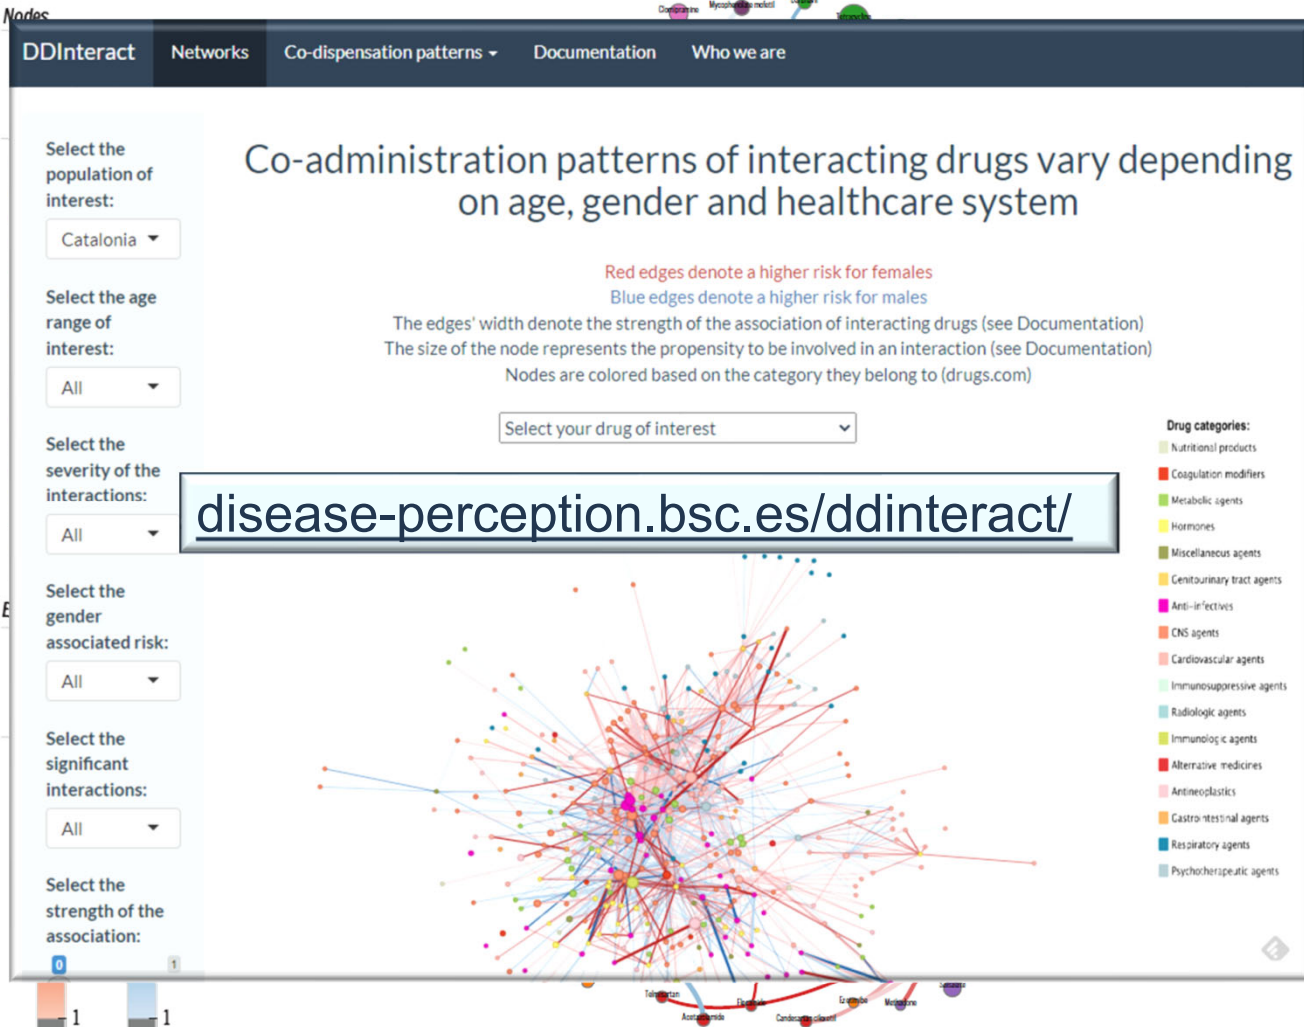 Nodes
Clomipramine
Mycophenolate mofetil
DDInteract Networks Co-dispensation patterns Documentation Who we are
Select the
population of
interest:
Catalonia
Select the age
range of
interest:
All
Select the
severity of the
interactions:
All
Select the
gender
associated risk:
All
Select the
significant
interactions:
All
Select the
strength of the
association:
0 1
Co-administration patterns of interacting drugs vary depending
on age, gender and healthcare system
Red edges denote a higher risk for females
Blue edges denote a higher risk for males
The edges' width denote the strength of the association of interacting drugs (see Documentation)
The size of the node represents the propensity to be involved in an interaction (see Documentation)
Nodes are colored based on the category they belong to (drugs.com)
Select your drug of interest
disease-perception.bsc.es/ddinteract/
Drug categories:
Nutritional products
Coagulation modifiers
Metabolic agents
Hormones
Miscellaneous agents
Genitourinary tract agents
Anti-infectives
CNS agents
Cardiovascular agents
Immunosuppressive agents
Radiologic agents
Immunologic agents
Alternative medicines
Antineoplastics
Gastrointestinal agents
Respiratory agents
Psychotherapeutic agents
E
1 1
Telmisartan
Ezetimibe
Methadone
Candesartan cilexetil